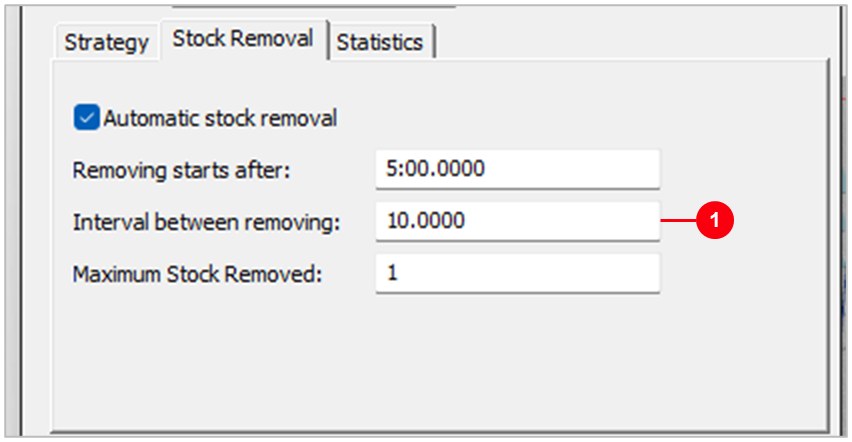 Strategy Stock Removal Statistics
Automatic stock removal
Removing starts after: 5:00.0000
Interval between removing: 10.0000 1
Maximum Stock Removed: 1